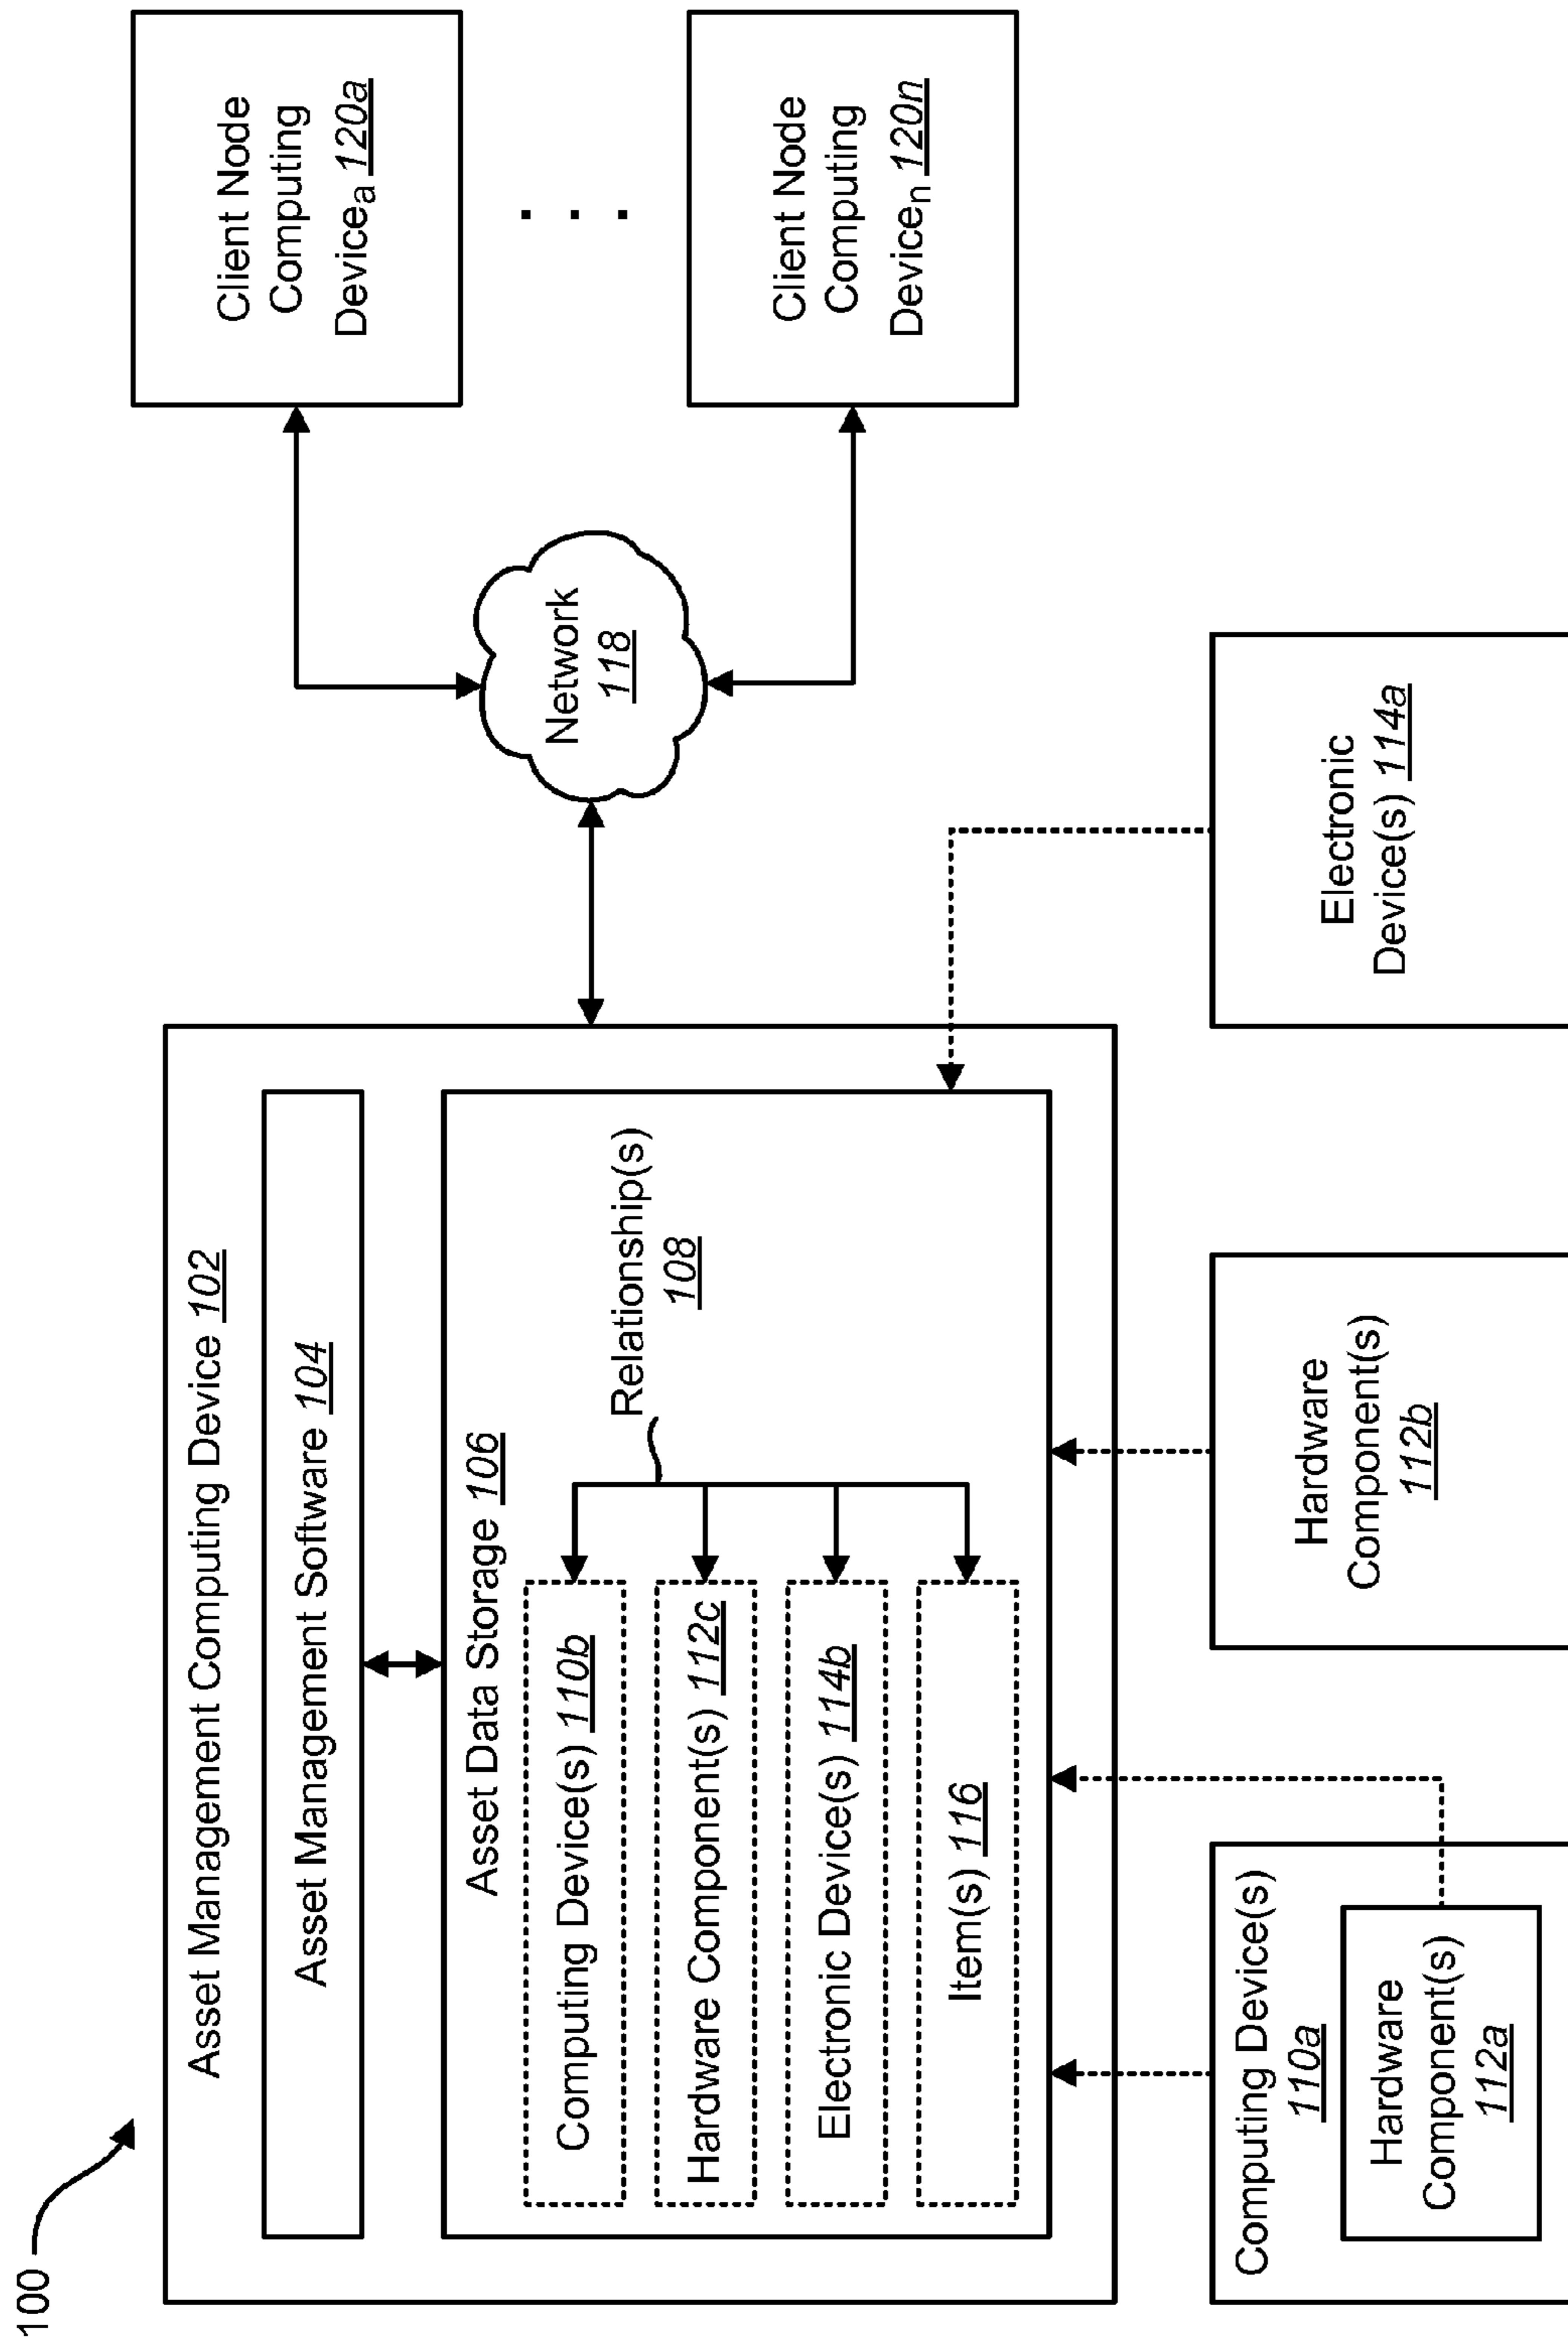 100
Asset Management Computing Device 102
Asset Management Software 104
Asset Data Storage 106
Computing Device(s) 110b
Hardware Component(s) 112c
Electronic Device(s) 114b
Item(s) 116
Relationship(s)
108
Network
118
Client Node
Computing
Deviceₐ 120a
. . .
Client Node
Computing
Deviceₙ 120n
Computing Device(s)
110a
Hardware
Component(s)
112a
Hardware
Component(s)
112b
Electronic
Device(s) 114a